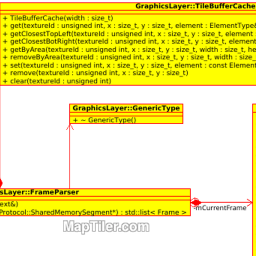 GraphicsLayer::TileBufferCache
+ TileBufferCache(width : size_t)
+ get(textureId : unsigned int, x : size_t, y : size_t, element : ElementType&
+ getClosestTopLeft(textureId : unsigned int, x : size_t, y : size_t, element :
+ getClosestBotRight(textureId : unsigned int, x : size_t, y : size_t, element
+ getByArea(textureId : unsigned int, x : size_t, y : size_t, width : size_t, he
+ removeByArea(textureId : unsigned int, x : size_t, y : size_t, width : size_
+ set(textureId : unsigned int, x : size_t, y : size_t, element : const Element
+ remove(textureId : unsigned int, x : size_t, y : size_t)
+ clear(textureId : unsigned int)
GraphicsLayer::GenericType
+ ~ GenericType()
sLayer::FrameParser
ext&)
Protocol::SharedMemorySegment*) : std::list< Frame >
-mCurrentFrame
MapTiler.com